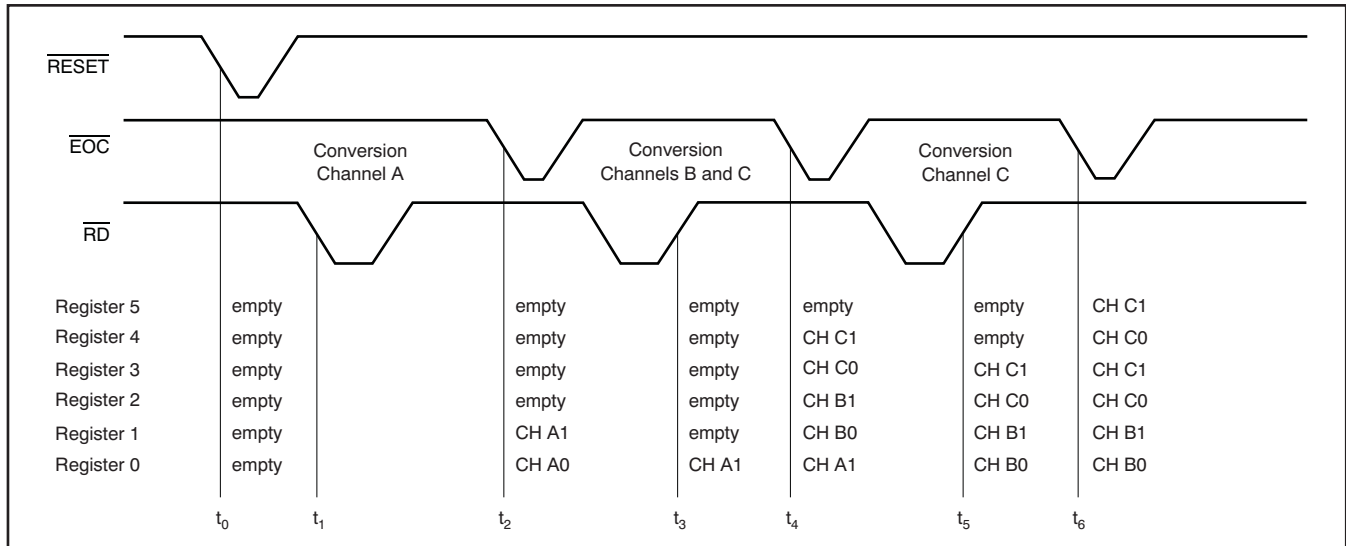 RESET
EOC
Conversion
Channel A
Conversion
Channels B and C
Conversion
Channel C
RD
Register 5 empty empty empty empty empty CH C1
Register 4 empty empty empty CH C1 empty CH C0
Register 3 empty empty empty CH C0 CH C1 CH C1
Register 2 empty empty empty CH B1 CH C0 CH C0
Register 1 empty CH A1 empty CH B0 CH B1 CH B1
Register 0 empty CH A0 CH A1 CH A1 CH B0 CH B0
t0 t1 t2 t3 t4 t5 t6